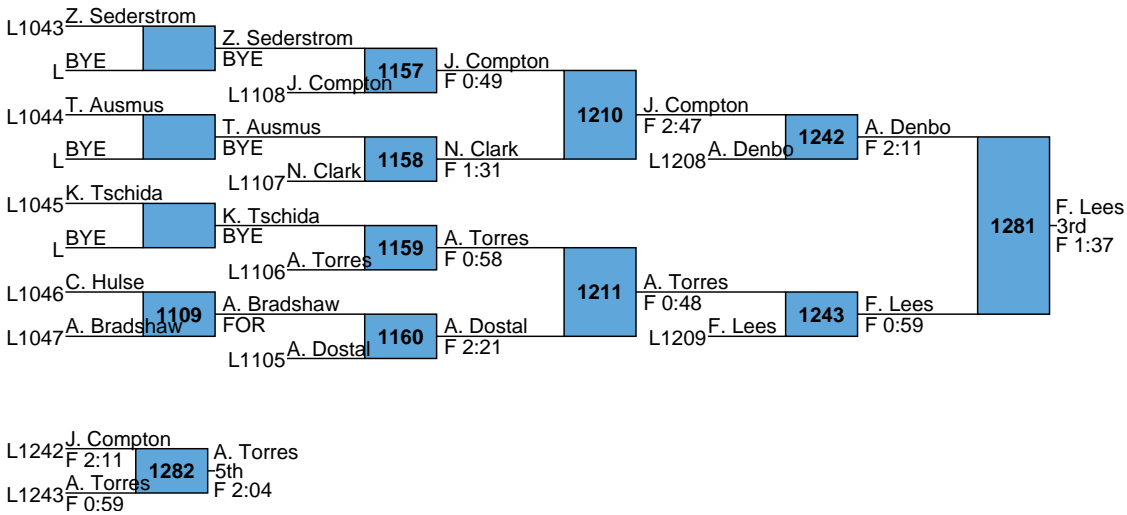 L1043 Z. Sederstrom
L BYE
Z. Sederstrom
BYE
L1108 J. Compton
1157
J. Compton
F 0:49
L1044 T. Ausmus
L BYE
T. Ausmus
BYE
L1107 N. Clark
1158
N. Clark
F 1:31
1210
J. Compton
F 2:47
L1208 A. Denbo
1242
A. Denbo
F 2:11
L1045 K. Tschida
L BYE
K. Tschida
BYE
L1106 A. Torres
1159
A. Torres
F 0:58
L1046 C. Hulse
L1047 A. Bradshaw
1109
A. Bradshaw
FOR
L1105 A. Dostal
1160
A. Dostal
F 2:21
1211
A. Torres
F 0:48
L1209 F. Lees
1243
F. Lees
F 0:59
1281
F. Lees
3rd
F 1:37
L1242 J. Compton
F 2:11
L1243 A. Torres
F 0:59
1282
A. Torres
5th
F 2:04